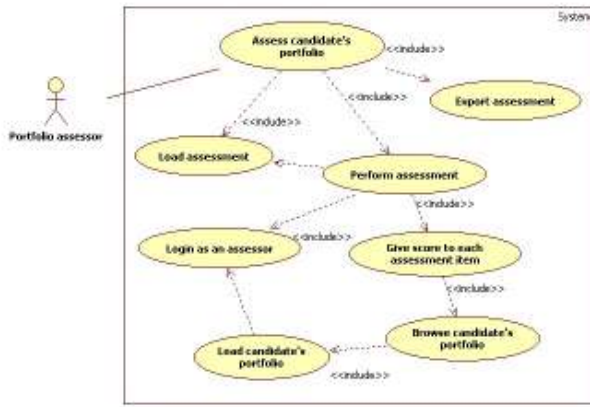 System
Assess candidate's
portfolio
<<include>>
<<include>>
Export assessment
Portfolio assessor
<<include>>
Load assessment
Perform assessment
<<include>>
Login as an assessor
<<include>>
Give score to each
assessment item
<<include>>
Browse candidate's
portfolio
Load candidate's
portfolio
<<include>>